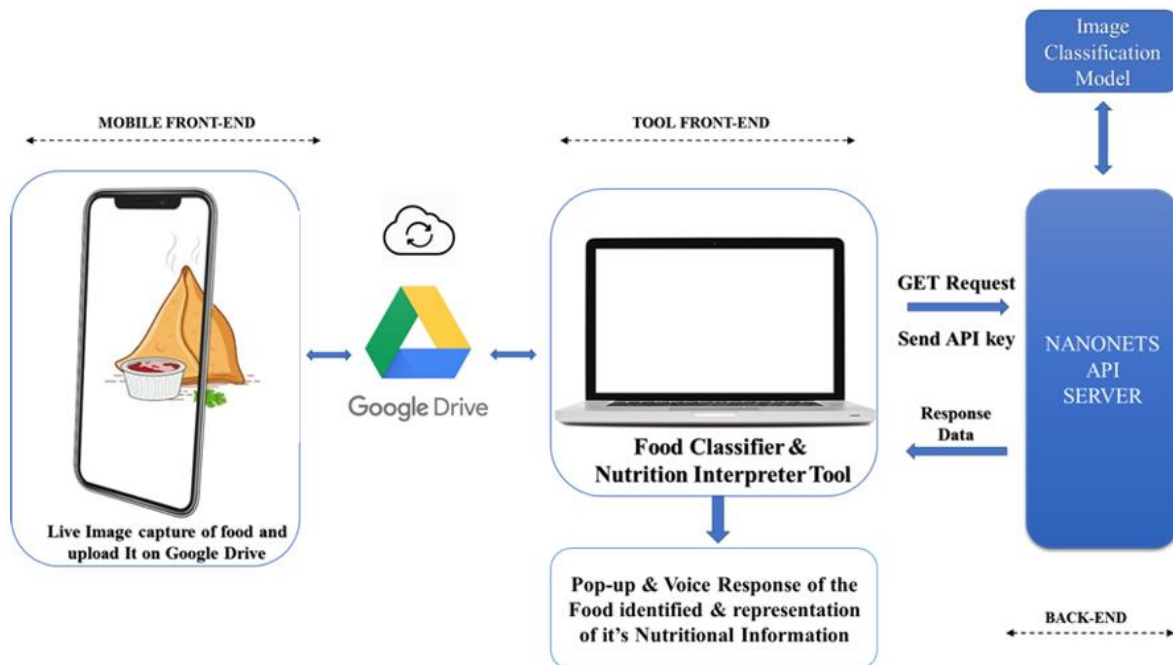 MOBILE FRONT-END
Live Image capture of food and
upload It on Google Drive
Google Drive
TOOL FRONT-END
Food Classifier &
Nutrition Interpreter Tool
Pop-up & Voice Response of the
Food identified & representation
of it's Nutritional Information
GET Request
Send API key
Response
Data
Image
Classification
Model
NANONETS
API
SERVER
BACK-END